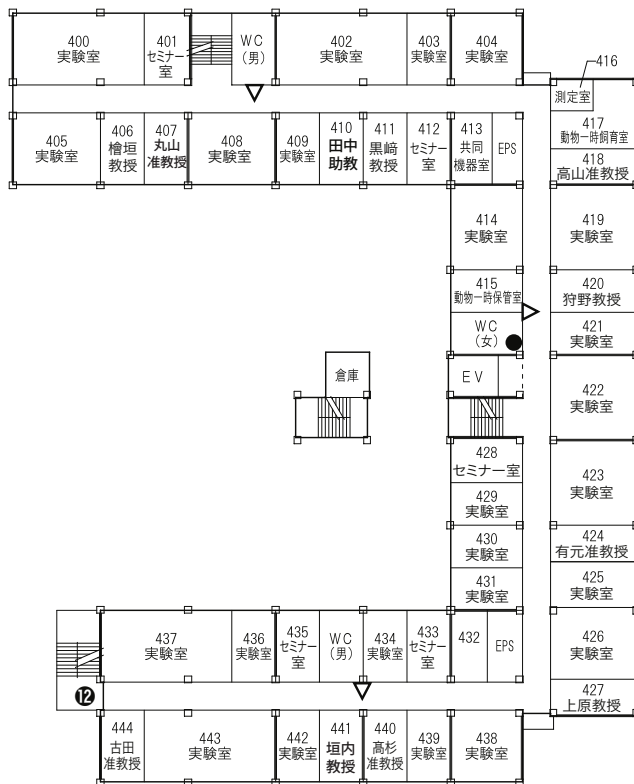 400
実験室
401
セミナー
室
WC
(男)
402
実験室
403
実験室
404
実験室
416
測定室
417
動物一時飼育室
418
高山准教授
405
実験室
406
檜垣
教授
407
丸山
准教授
408
実験室
409
実験室
410
田中
助教
411
黒﨑
教授
412
セミナー
室
413
共同
機器室
EPS
414
実験室
419
実験室
415
動物一時保管室
420
狩野教授
WC
(女)
421
実験室
倉庫
EV
422
実験室
428
セミナー室
423
実験室
429
実験室
430
実験室
424
有元准教授
431
実験室
425
実験室
437
実験室
436
実験室
435
セミナー
室
WC
(男)
434
実験室
433
セミナー
室
432
EPS
426
実験室
427
上原教授
⓬
444
古田
准教授
443
実験室
442
実験室
441
垣内
教授
440
髙杉
准教授
439
実験室
438
実験室